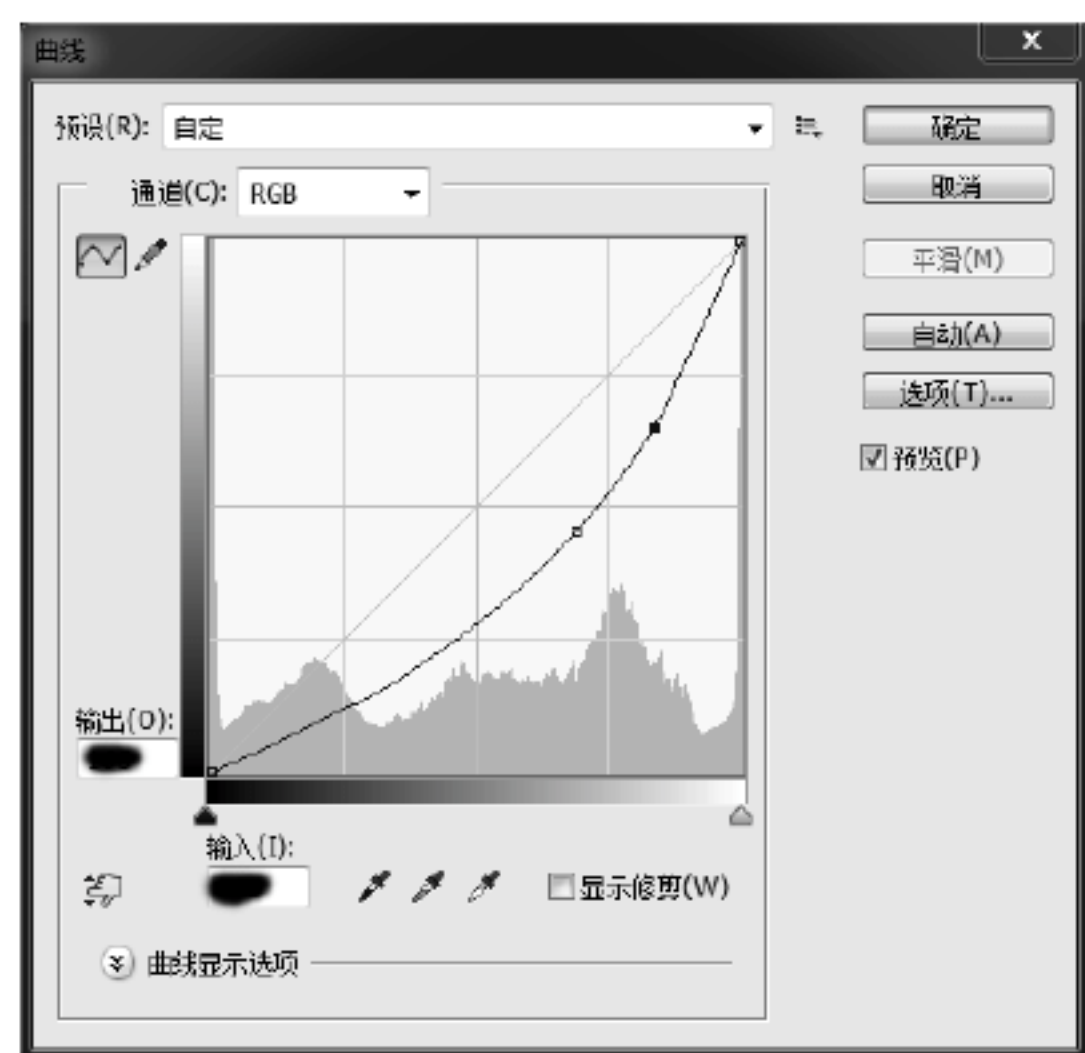 曲线
预设(R): 自定
确定
通道(C): RGB
取消
平滑(M)
自动(A)
选项(T)...
预览(P)
输出(O):
输入(I):
显示修剪(W)
曲线显示选项